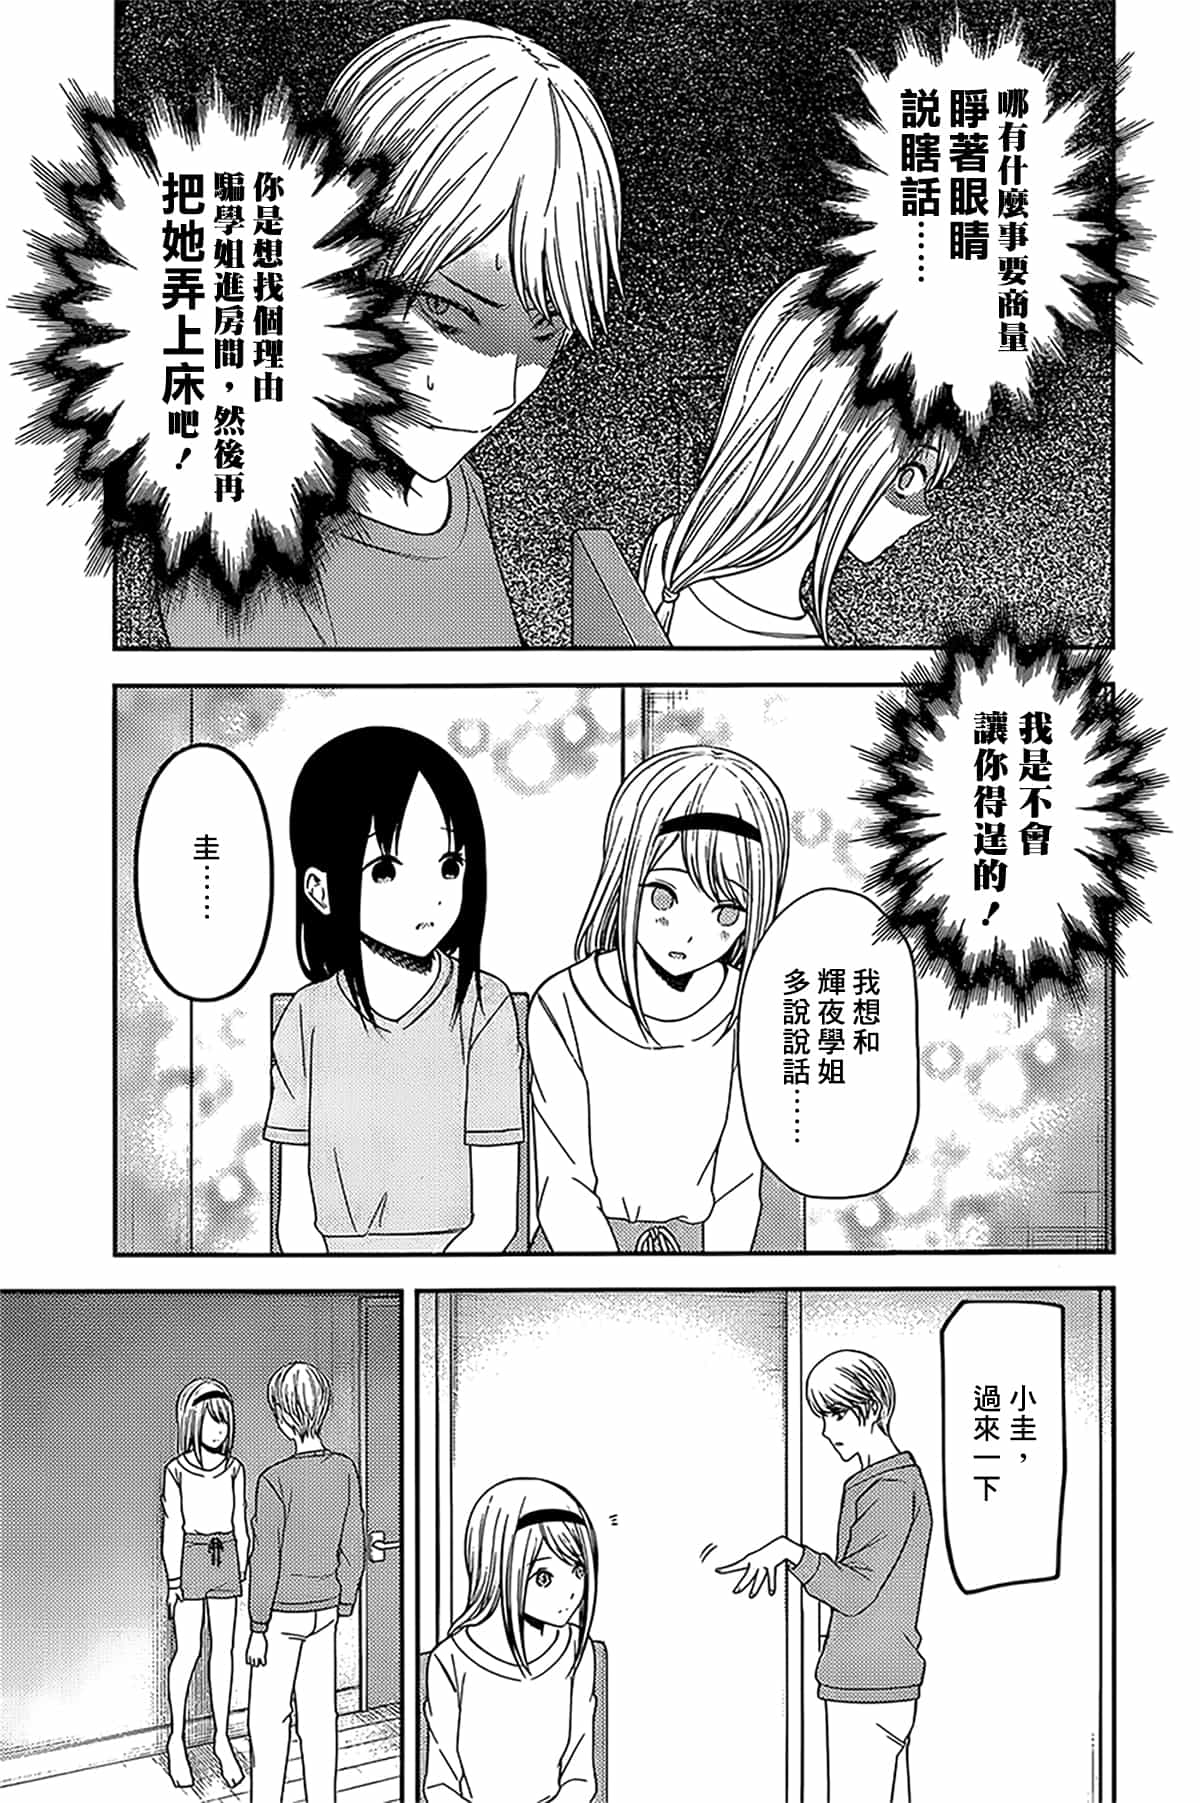 哪有什麼事要商量
睜著眼睛
說瞎話……
你是想找個理由
騙學姐進房間，然後再
把她弄上床吧！
我是不會
讓你得逞的！
我想和
輝夜學姐
多說說話……
圭……
小圭，
過來一下